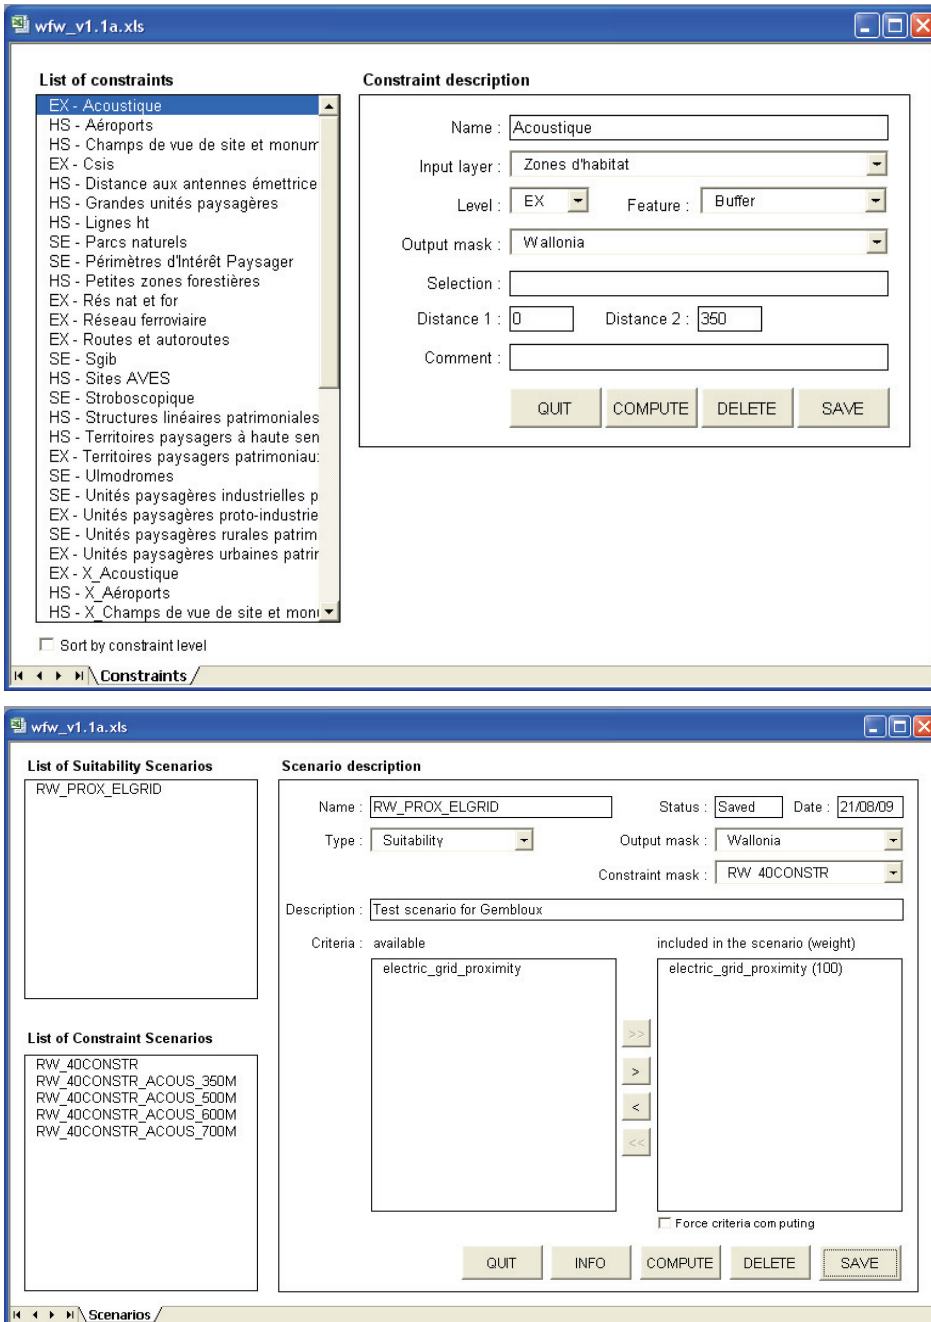 wfw_v1.1a.xls
List of constraints
EX - Acoustique
HS - Aéroports
HS - Champs de vue de site et monum
EX - Csis
HS - Distance aux antennes émettrice
HS - Grandes unités paysagères
HS - Lignes ht
SE - Parcs naturels
SE - Périmètres d'Intérêt Paysager
HS - Petites zones forestières
EX - Rés nat et for
EX - Réseau ferroviaire
EX - Routes et autoroutes
SE - Sgib
HS - Sites AVES
SE - Stroboscopique
HS - Structures linéaires patrimoniales
HS - Territoires paysagers à haute sen
EX - Territoires paysagers patrimoniau
SE - Ulmodromes
SE - Unités paysagères industrielles p
EX - Unités paysagères proto-industrie
SE - Unités paysagères rurales patrim
EX - Unités paysagères urbaines patrir
EX - X_Acoustique
HS - X_Aéroports
HS - X_Champs de vue de site et monu
Sort by constraint level
Constraint description
Name : Acoustique
Input layer : Zones d'habitat
Level : EX Feature : Buffer
Output mask : Wallonia
Selection :
Distance 1 : 0 Distance 2 : 350
Comment :
QUIT COMPUTE DELETE SAVE
Constraints
wfw_v1.1a.xls
List of Suitability Scenarios
RW_PROX_ELGRID
List of Constraint Scenarios
RW_40CONSTR
RW_40CONSTR_ACOUS_350M
RW_40CONSTR_ACOUS_500M
RW_40CONSTR_ACOUS_600M
RW_40CONSTR_ACOUS_700M
Scenario description
Name : RW_PROX_ELGRID Status : Saved Date : 21/08/09
Type : Suitability Output mask : Wallonia
Constraint mask : RW 40CONSTR
Description : Test scenario for Gembloux
Criteria : available included in the scenario (weight)
electric_grid_proximity electric_grid_proximity (100)
>>
>
<
<<
Force criteria computing
QUIT INFO COMPUTE DELETE SAVE
Scenarios